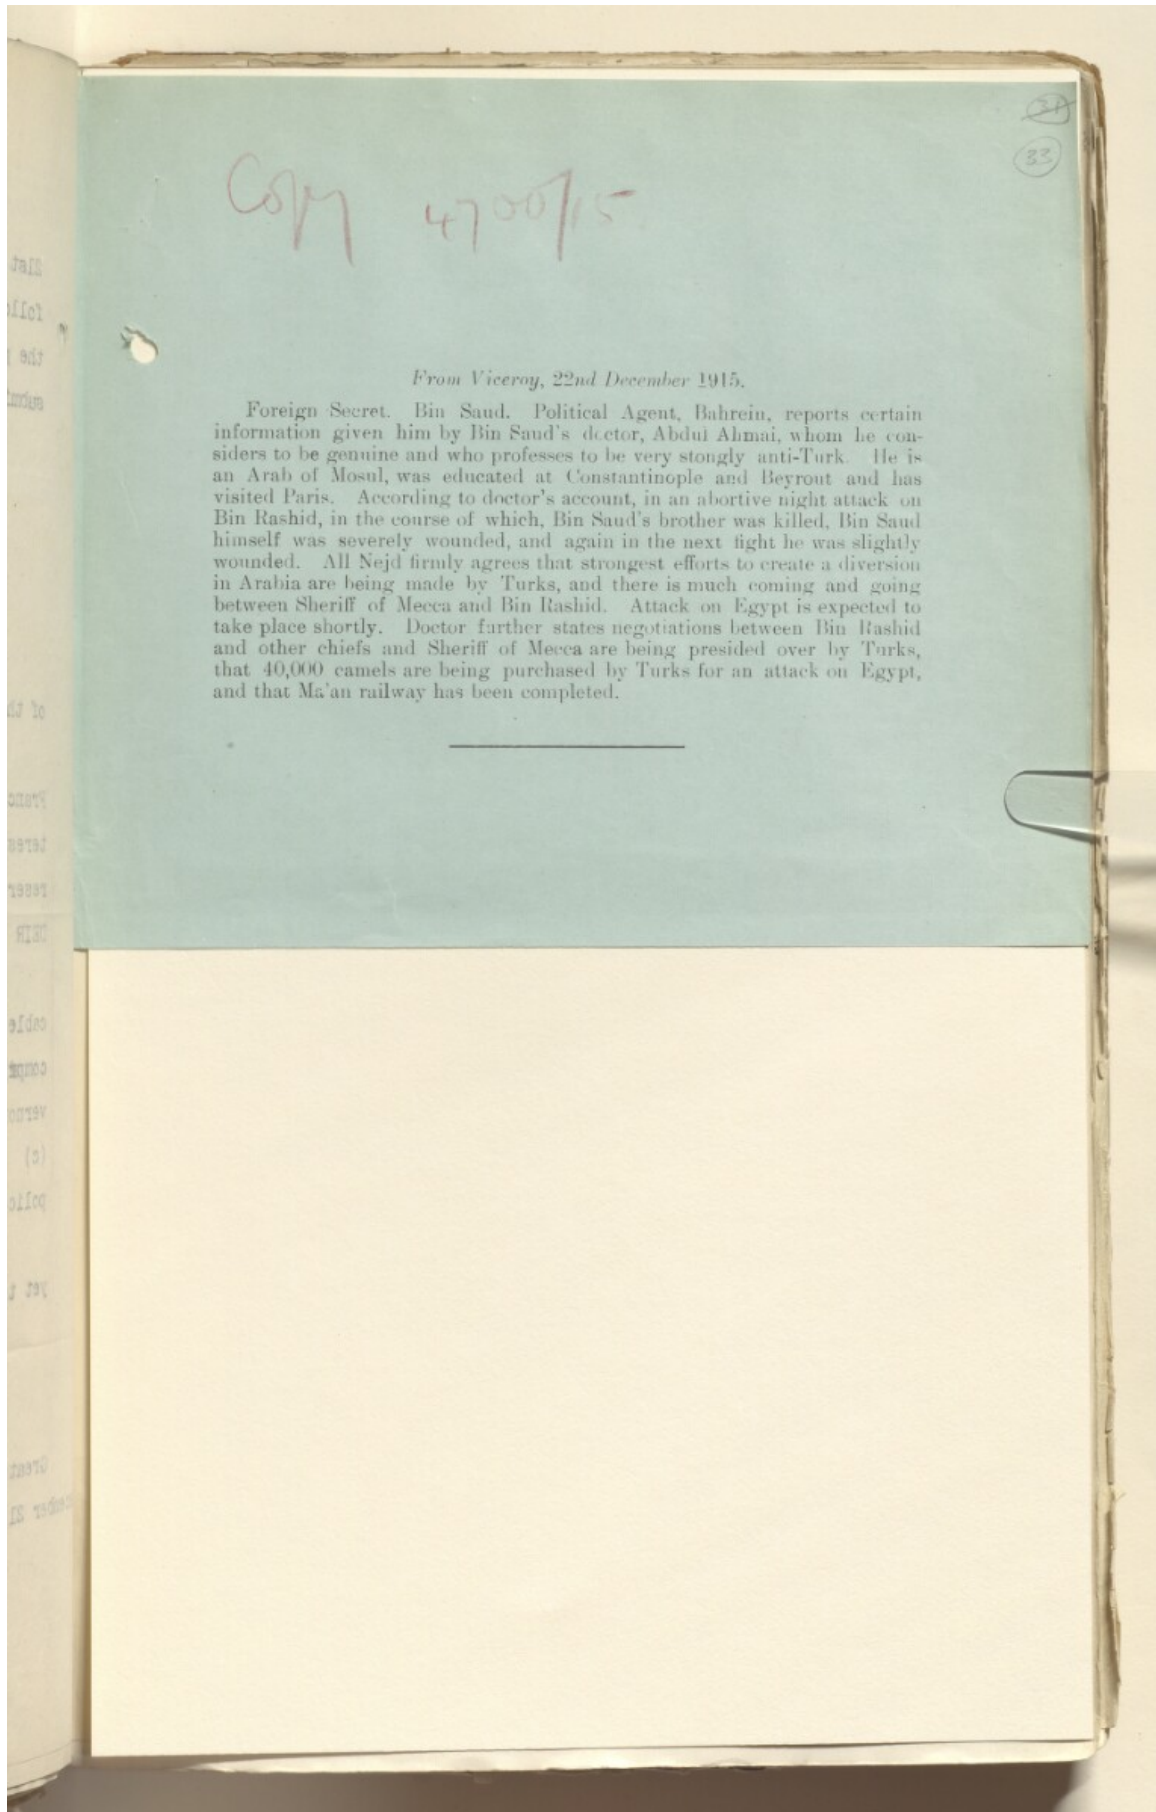 31
33
Copy 4700/15
From Viceroy, 22nd December 1915.
Foreign Secret. Bin Saud. Political Agent, Bahrein, reports certain
information given him by Bin Saud's doctor, Abdul Ahmai, whom he con-
siders to be genuine and who professes to be very stongly anti-Turk. He is
an Arab of Mosul, was educated at Constantinople and Beyrout and has
visited Paris. According to doctor's account, in an abortive night attack on
Bin Rashid, in the course of which, Bin Saud's brother was killed, Bin Saud
himself was severely wounded, and again in the next fight he was slightly
wounded. All Nejd firmly agrees that strongest efforts to create a diversion
in Arabia are being made by Turks, and there is much coming and going
between Sheriff of Mecca and Bin Rashid. Attack on Egypt is expected to
take place shortly. Doctor further states negotiations between Bin Rashid
and other chiefs and Sheriff of Mecca are being presided over by Turks,
that 40,000 camels are being purchased by Turks for an attack on Egypt,
and that Ma'an railway has been completed.